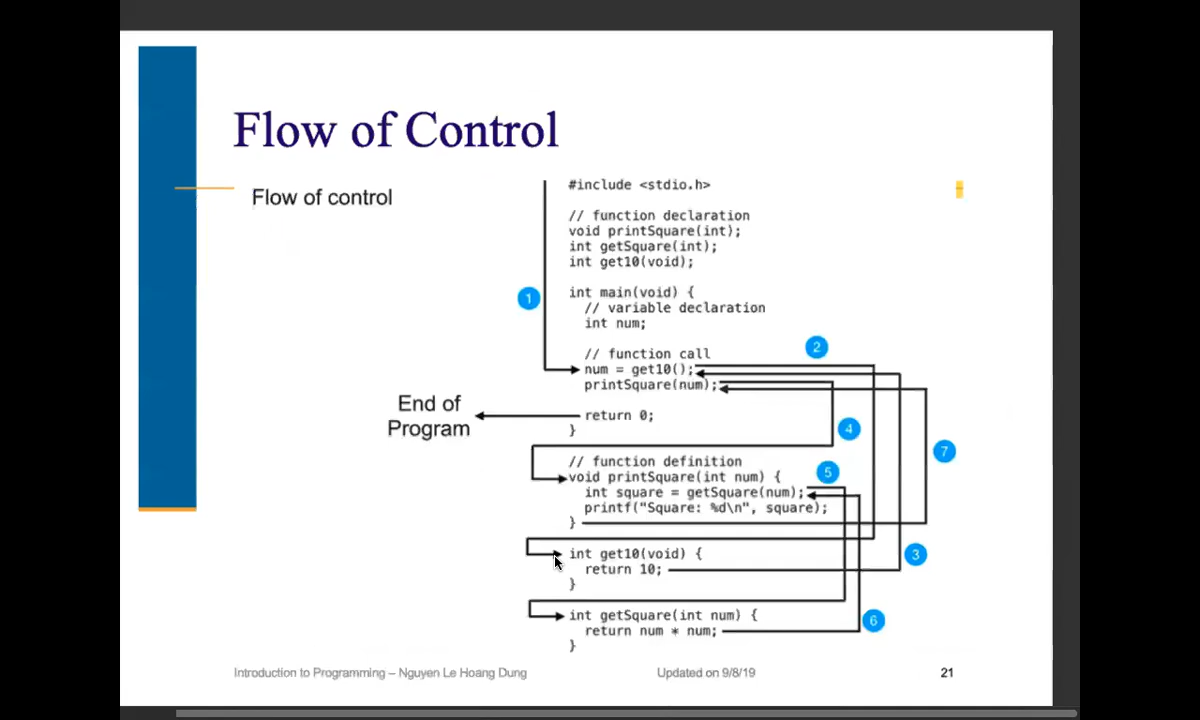 Flow of Control
Flow of control
#include <stdio.h>
// function declaration
void printSquare(int);
int getSquare(int);
int get10(void);
int main(void) {
// variable declaration
int num;
// function call
num = get10();
printSquare(num);
return 0;
}
// function definition
void printSquare(int num) {
int square = getSquare(num);
printf("Square: %d\n", square);
}
int get10(void) {
return 10;
}
int getSquare(int num) {
return num * num;
}
1
2
3
4
5
6
7
End of
Program
Introduction to Programming – Nguyen Le Hoang Dung
Updated on 9/8/19
21